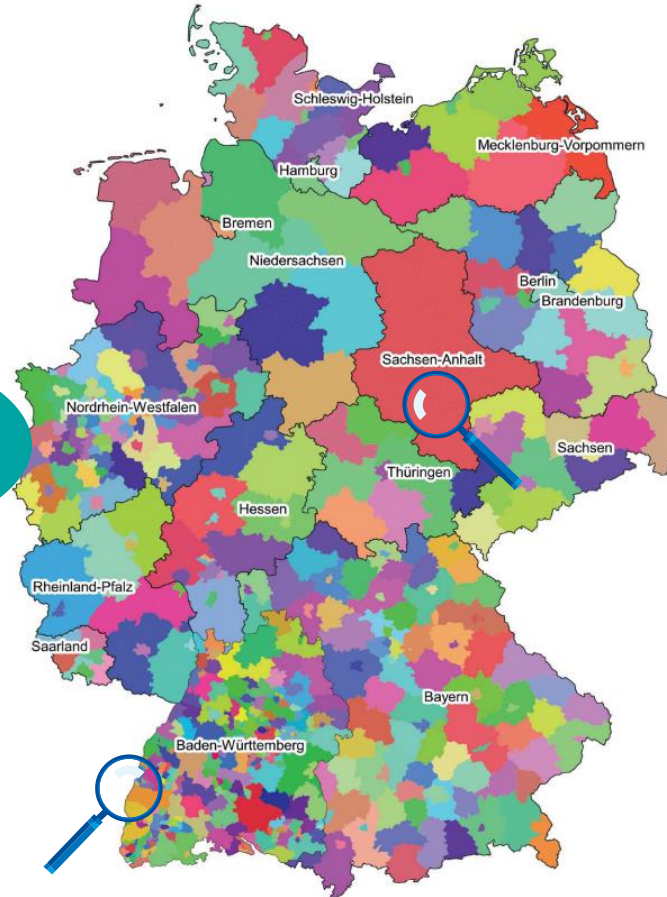 Schleswig-Holstein
Mecklenburg-Vorpommern
Hamburg
Bremen
Niedersachsen
Berlin
Brandenburg
Sachsen-Anhalt
Nordrhein-Westfalen
Sachsen
Thüringen
Hessen
Rheinland-Pfalz
Saarland
Bayern
Baden-Württemberg